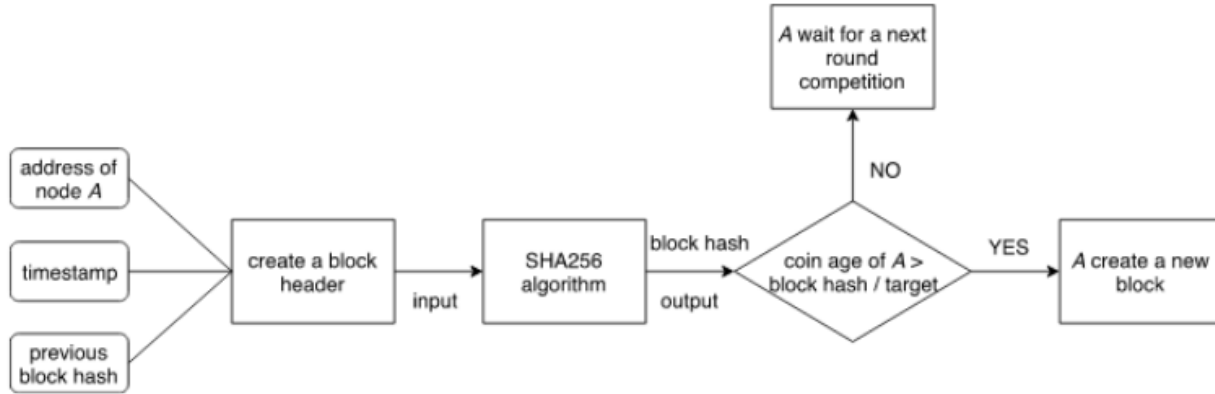 A wait for a next
round
competition
address of
node A
NO
block hash
YES
timestamp
create a block
header
input
SHA256
algorithm
output
coin age of A >
block hash / target
A create a new
block
previous
block hash